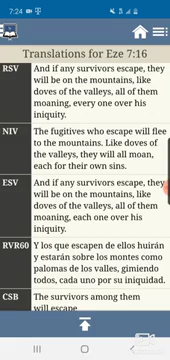 7:24
87%
Translations for Eze 7:16
RSV
And if any survivors escape, they
will be on the mountains, like
doves of the valleys, all of them
moaning, every one over his
iniquity.
NIV
The fugitives who escape will flee
to the mountains. Like doves of
the valleys, they will all moan,
each for their own sins.
ESV
And if any survivors escape, they
will be on the mountains, like
doves of the valleys, all of them
moaning, each one over his
iniquity.
RVR60
Y los que escapen de ellos huirán
y estarán sobre los montes como
palomas de los valles, gimiendo
todos, cada uno por su iniquidad.
CSB
The survivors among them
will escape